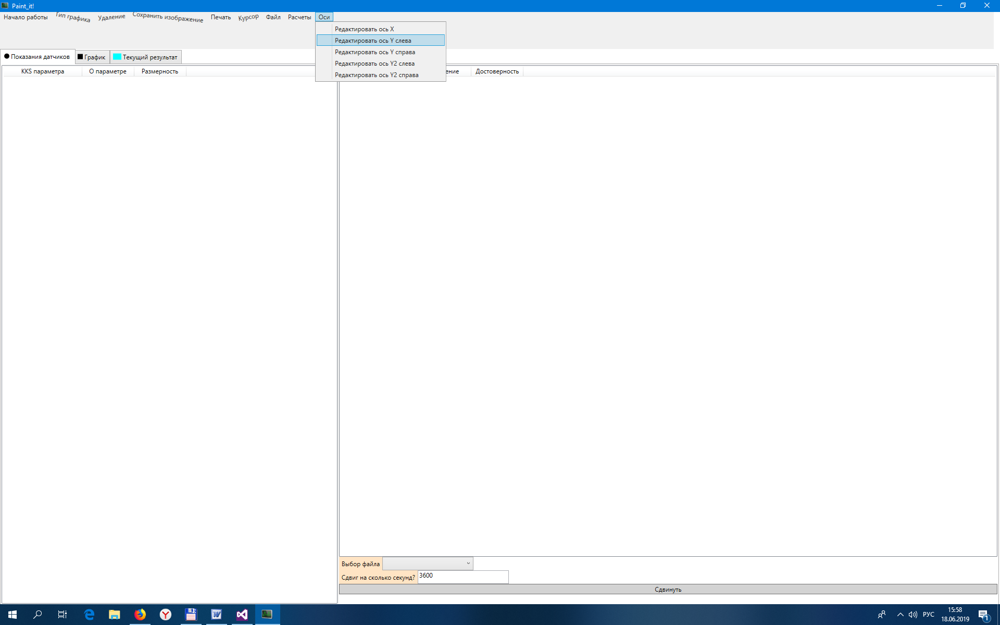 Paint_it!
Начало работы Тип графика Удаление Сохранить изображение Печать Курсор Файл Расчеты Оси
Редактировать ось X
Редактировать ось Y слева
Редактировать ось Y справа
Редактировать ось Y2 слева
Редактировать ось Y2 справа
Показания датчиков График Текущий результат
KKS параметра О параметре Размерность ение Достоверность
Выбор файла
Сдвиг на сколько секунд? 3600
Сдвинуть
РУС 15:58
18.06.2019 1